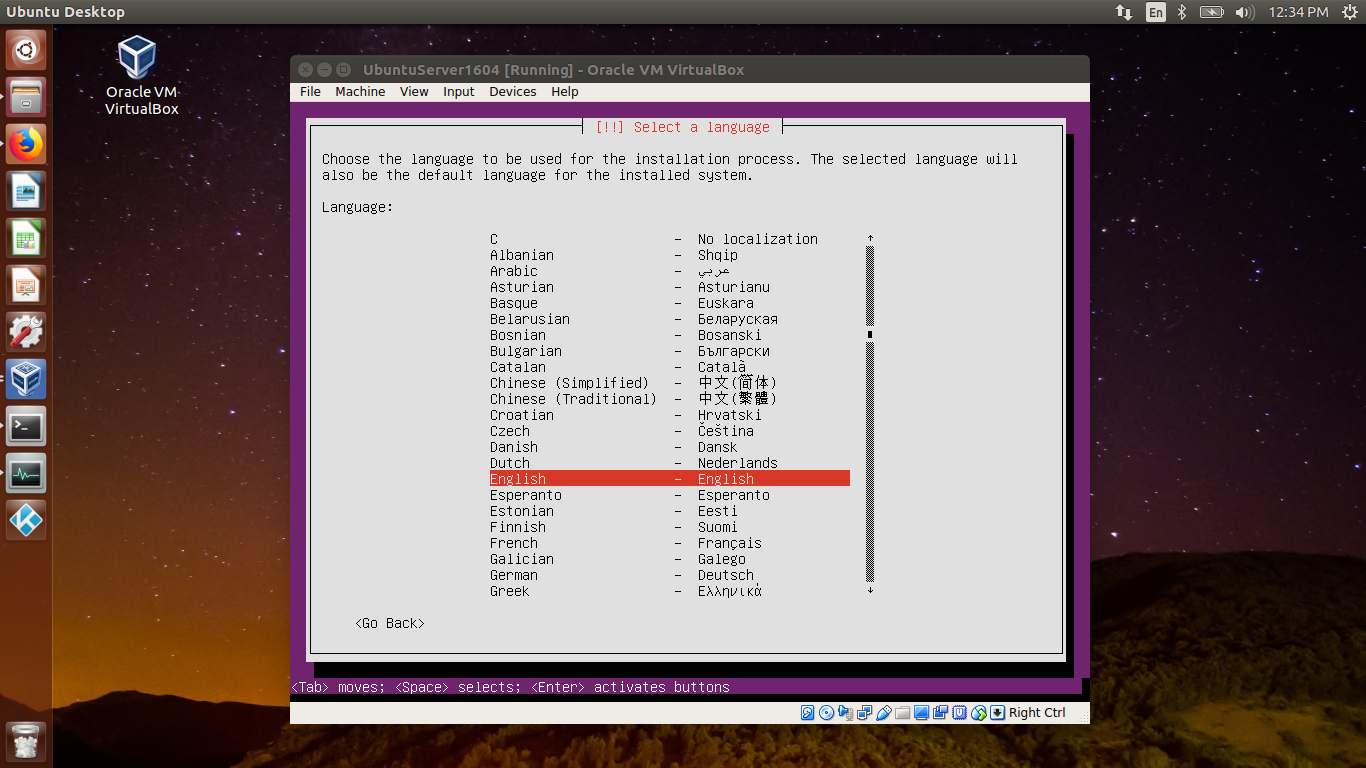 Ubuntu Desktop
En
12:34 PM
Oracle VM
VirtualBox
UbuntuServer1604 [Running] - Oracle VM VirtualBox
File Machine View Input Devices Help
[!!] Select a language
Choose the language to be used for the installation process. The selected language will
also be the default language for the installed system.
Language:
C - No localization
Albanian - Shqip
Arabic - عربي
Asturian - Asturianu
Basque - Euskara
Belarusian - Беларуская
Bosnian - Bosanski
Bulgarian - Български
Catalan - Català
Chinese (Simplified) - 中文(简体)
Chinese (Traditional) - 中文(繁體)
Croatian - Hrvatski
Czech - Čeština
Danish - Dansk
Dutch - Nederlands
English - English
Esperanto - Esperanto
Estonian - Eesti
Finnish - Suomi
French - Français
Galician - Galego
German - Deutsch
Greek - Ελληνικά
<Go Back>
<Tab> moves; <Space> selects; <Enter> activates buttons
Right Ctrl